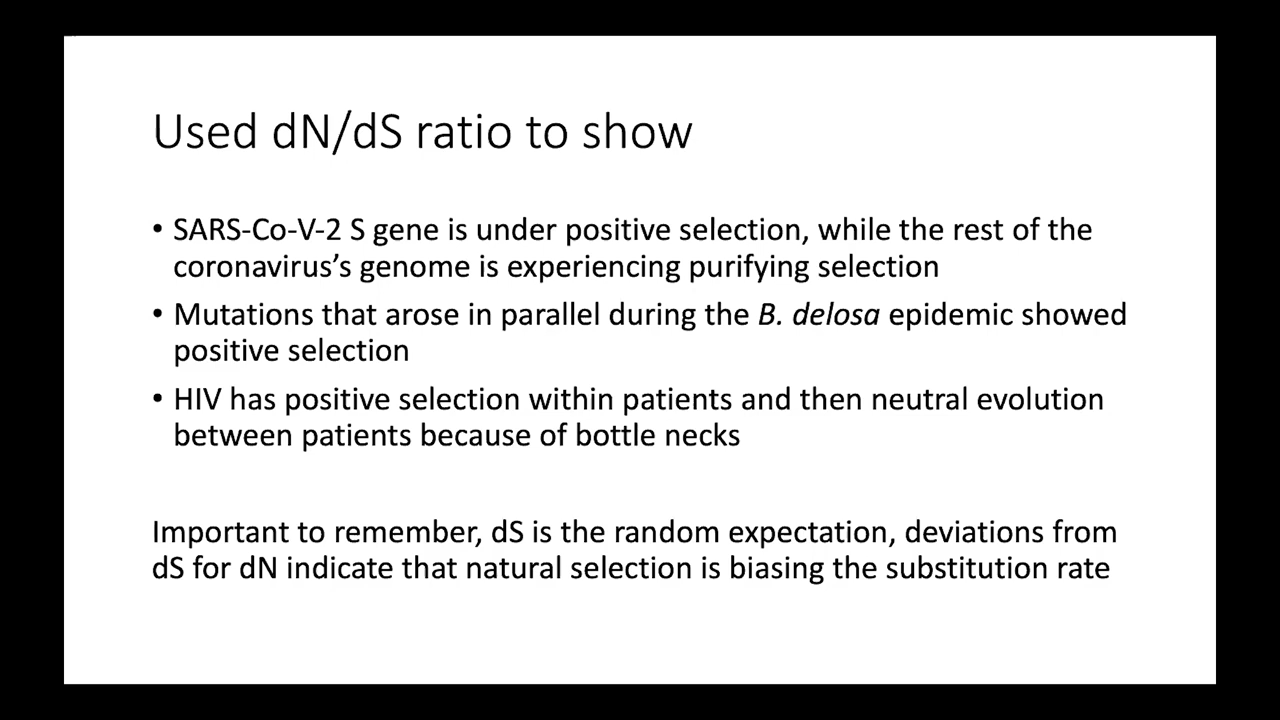 Used dN/dS ratio to show
• SARS-Co-V-2 S gene is under positive selection, while the rest of the
coronavirus’s genome is experiencing purifying selection
• Mutations that arose in parallel during the B. delosa epidemic showed
positive selection
• HIV has positive selection within patients and then neutral evolution
between patients because of bottle necks
Important to remember, dS is the random expectation, deviations from
dS for dN indicate that natural selection is biasing the substitution rate